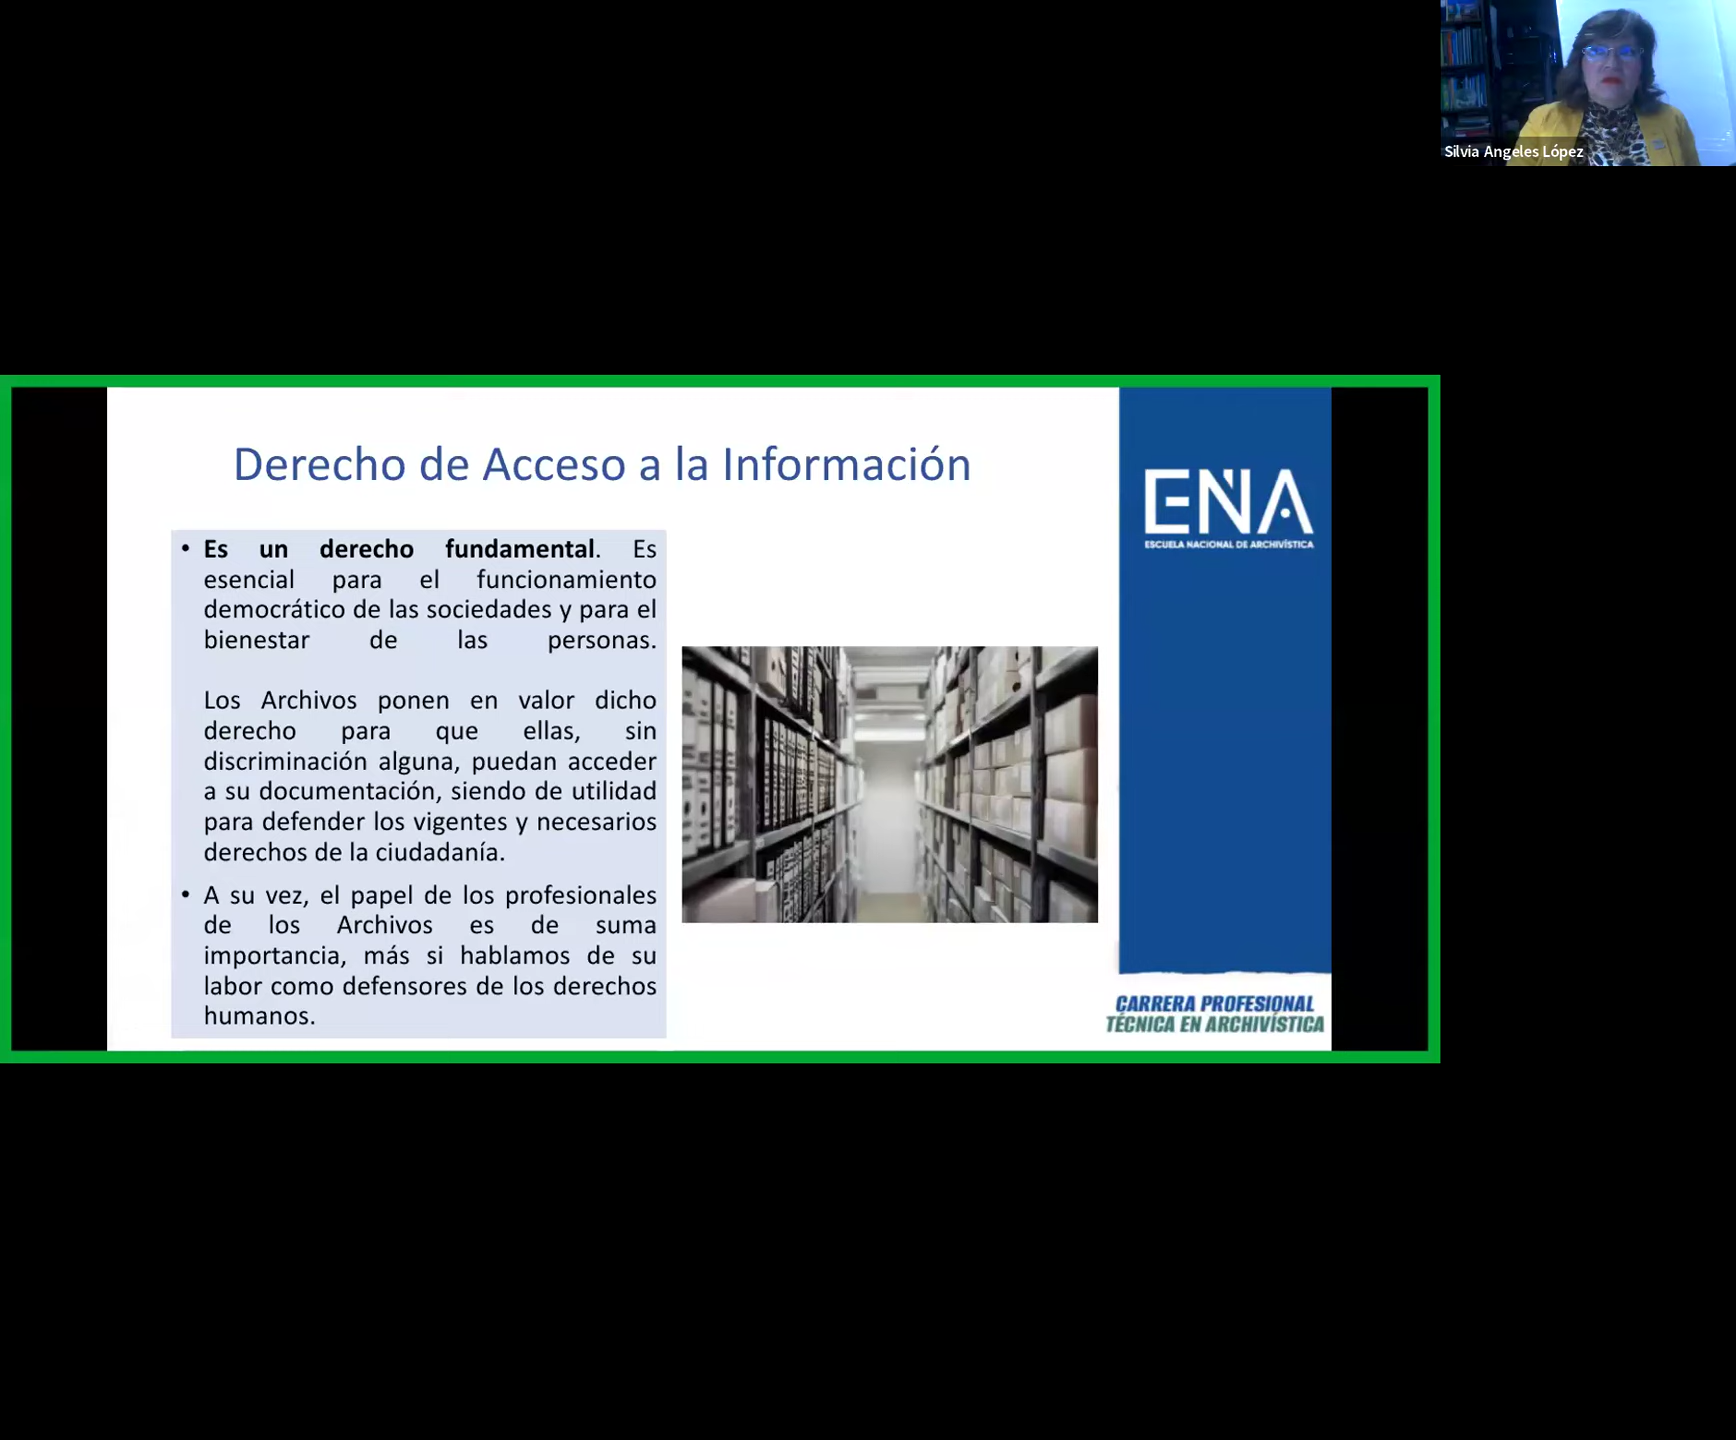 Silvia Angeles López
Derecho de Acceso a la Información
• Es un derecho fundamental. Es
esencial para el funcionamiento
democrático de las sociedades y para el
bienestar de las personas.
Los Archivos ponen en valor dicho
derecho para que ellas, sin
discriminación alguna, puedan acceder
a su documentación, siendo de utilidad
para defender los vigentes y necesarios
derechos de la ciudadanía.
• A su vez, el papel de los profesionales
de los Archivos es de suma
importancia, más si hablamos de su
labor como defensores de los derechos
humanos.
ENA
ESCUELA NACIONAL DE ARCHIVÍSTICA
CARRERA PROFESIONAL
TÉCNICA EN ARCHIVÍSTICA